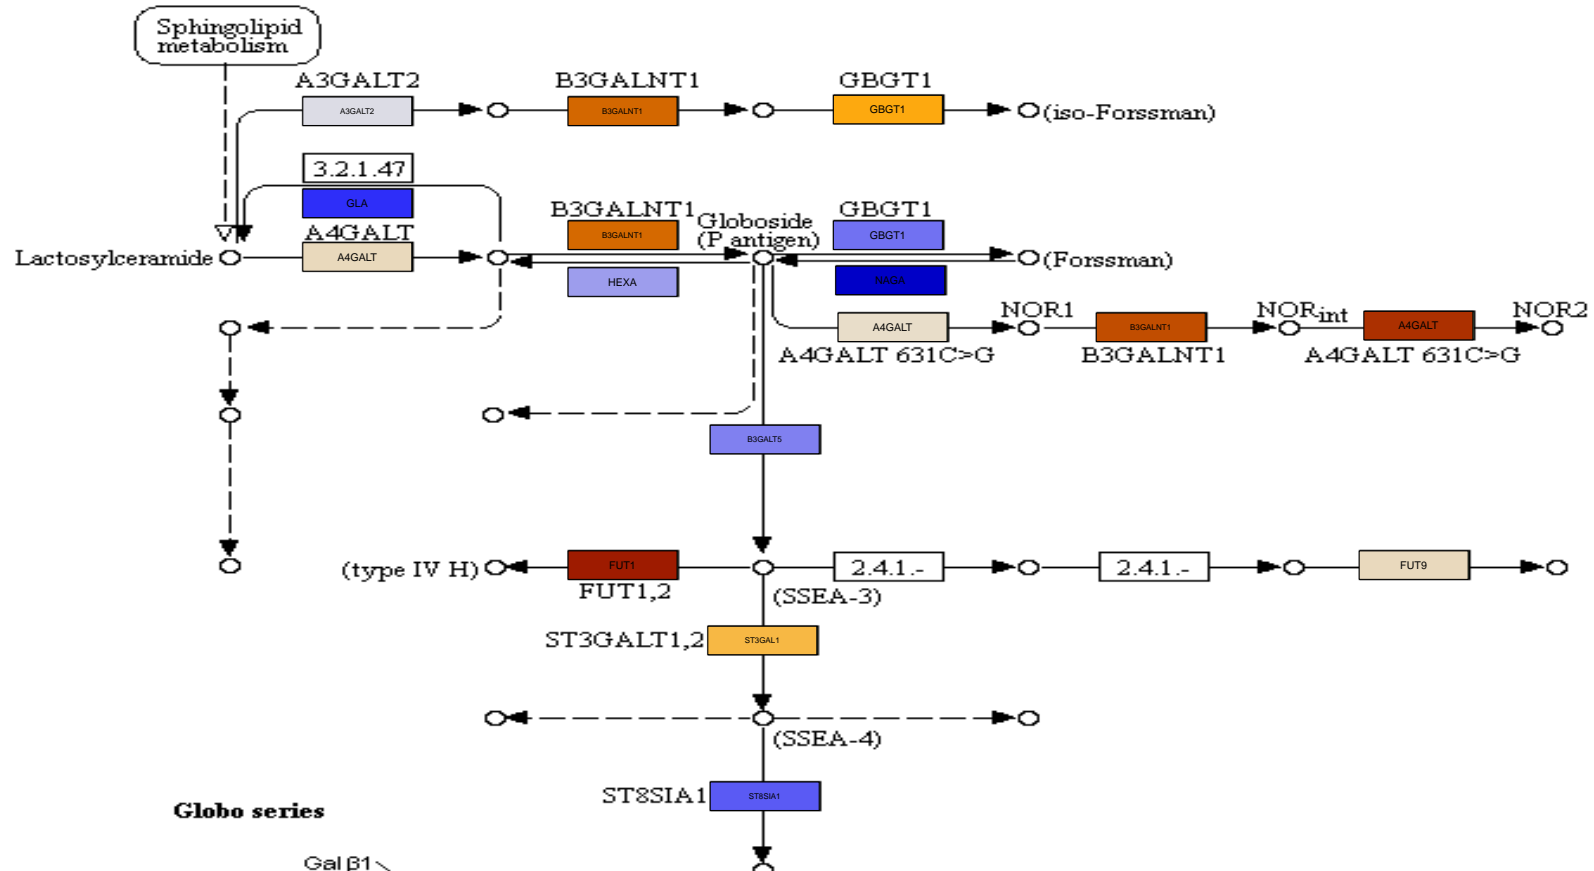 Sphingolipid
metabolism
A3GALT2
B3GALNT1
GBGT1
A3GALT2
B3GALNT1
GBGT1
(iso-Forssman)
3.2.1.47
GLA
B3GALNT1
GBGT1
A4GALT
B3GALNT1
Globoside
(P antigen)
GBGT1
Lactosylceramide
A4GALT
(Forssman)
HEXA
NAGA
NOR1
NORint
NOR2
A4GALT
B3GALNT1
A4GALT
A4GALT 631C>G
B3GALNT1
A4GALT 631C>G
B3GALT5
(type IV H)
FUT1
2.4.1.-
2.4.1.-
FUT9
FUT1,2
(SSEA-3)
ST3GALT1,2
ST3GAL1
(SSEA-4)
ST8SIA1
ST8SIA1
Globo series
Gal β1